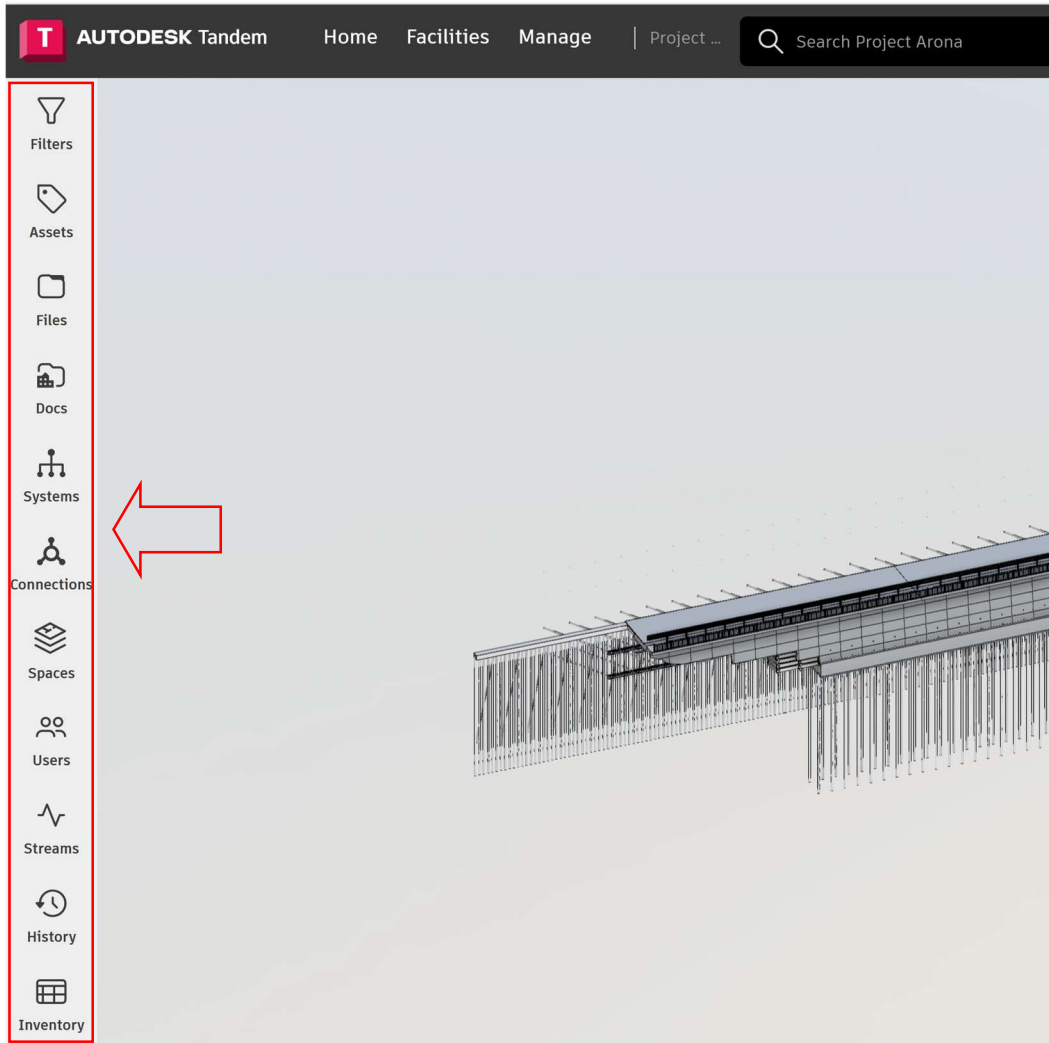 T AUTODESK Tandem Home Facilities Manage | Project ... Search Project Arona
Filters
Assets
Files
Docs
Systems
Connections
Spaces
Users
Streams
History
Inventory